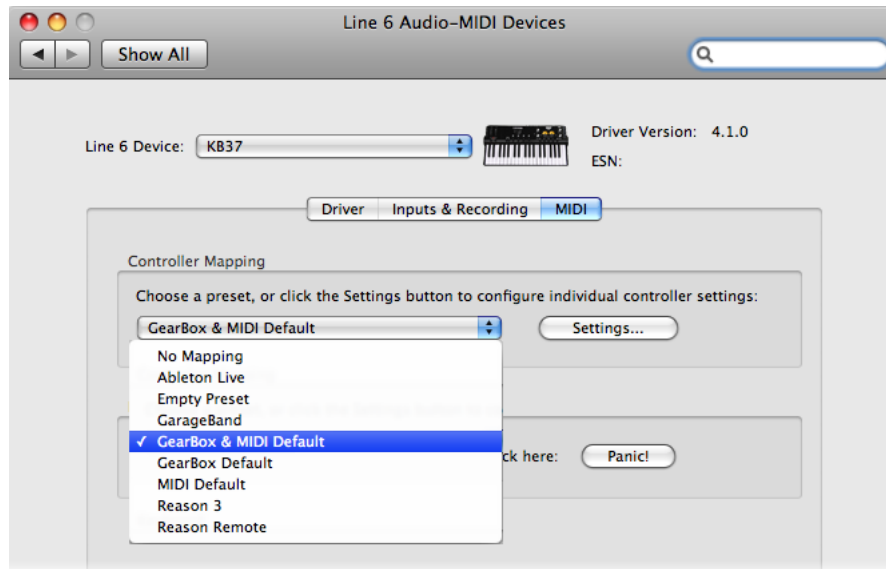 Line 6 Audio-MIDI Devices
Show All
Line 6 Device: KB37
Driver Version: 4.1.0
ESN:
Driver Inputs & Recording MIDI
Controller Mapping
Choose a preset, or click the Settings button to configure individual controller settings:
GearBox & MIDI Default Settings...
No Mapping
Ableton Live
Empty Preset
GarageBand
✓ GearBox & MIDI Default
GearBox Default
ck here: Panic!
MIDI Default
Reason 3
Reason Remote